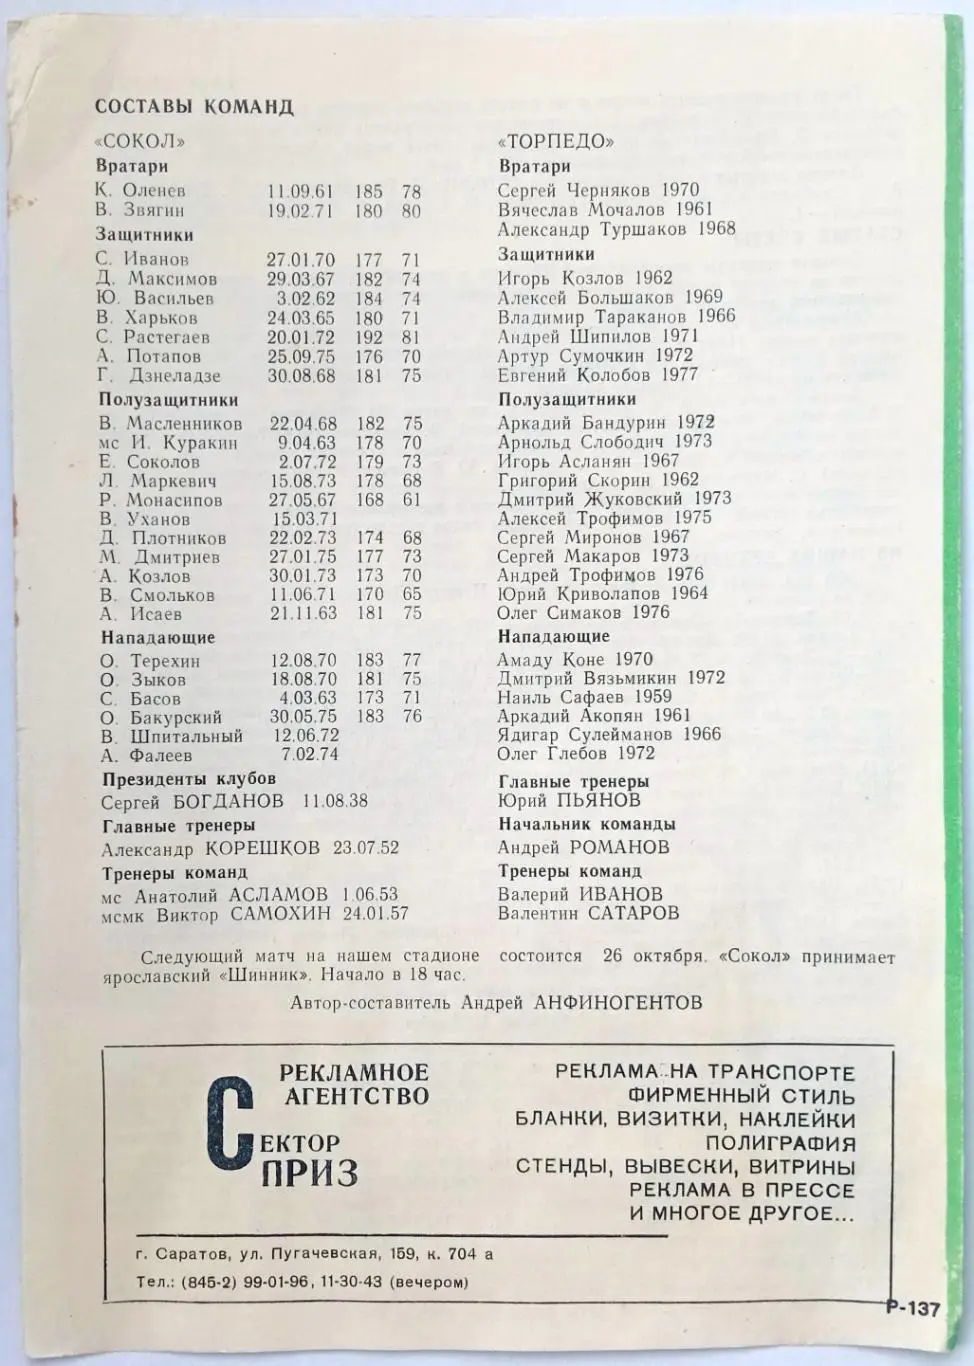 СОСТАВЫ КОМАНД
«СОКОЛ»
Вратари
К. Оленев 11.09.61 185 78
В. Звягин 19.02.71 180 80
Защитники
С. Иванов 27.01.70 177 71
Д. Максимов 29.03.67 182 74
Ю. Васильев 3.02.62 184 74
В. Харьков 24.03.65 180 71
С. Растегаев 20.01.72 192 81
А. Потапов 25.09.75 176 70
Г. Дзнеладзе 30.08.68 181 75
Полузащитники
В. Масленников 22.04.68 182 75
мс И. Куракин 9.04.63 178 70
Е. Соколов 2.07.72 179 73
Л. Маркевич 15.08.73 178 68
Р. Монасипов 27.05.67 168 61
В. Уханов 15.03.71
Д. Плотников 22.02.73 174 68
М. Дмитриев 27.01.75 177 73
А. Козлов 30.01.73 173 70
В. Смольков 11.06.71 170 65
А. Исаев 21.11.63 181 75
Нападающие
О. Терехин 12.08.70 183 77
О. Зыков 18.08.70 181 75
С. Басов 4.03.63 173 71
О. Бакурский 30.05.75 183 76
В. Шпитальный 12.06.72
А. Фалеев 7.02.74
Президенты клубов
Сергей БОГДАНОВ 11.08.38
Главные тренеры
Александр КОРЕШКОВ 23.07.52
Тренеры команд
мс Анатолий АСЛАМОВ 1.06.53
мсмк Виктор САМОХИН 24.01.57
«ТОРПЕДО»
Вратари
Сергей Черняков 1970
Вячеслав Мочалов 1961
Александр Туршаков 1968
Защитники
Игорь Козлов 1962
Алексей Большаков 1969
Владимир Тараканов 1966
Андрей Шипилов 1971
Артур Сумочкин 1972
Евгений Колобов 1977
Полузащитники
Аркадий Бандурин 1972
Арнольд Слободич 1973
Игорь Асланян 1967
Григорий Скорин 1962
Дмитрий Жуковский 1973
Алексей Трофимов 1975
Сергей Миронов 1967
Сергей Макаров 1973
Андрей Трофимов 1976
Юрий Криволапов 1964
Олег Симаков 1976
Нападающие
Амаду Коне 1970
Дмитрий Вязьмикин 1972
Наиль Сафаев 1959
Аркадий Акопян 1961
Ядигар Сулейманов 1966
Олег Глебов 1972
Главные тренеры
Юрий ПЬЯНОВ
Начальник команды
Андрей РОМАНОВ
Тренеры команд
Валерий ИВАНОВ
Валентин САТАРОВ
Следующий матч на нашем стадионе состоится 26 октября. «Сокол» принимает
ярославский «Шинник». Начало в 18 час.
Автор-составитель Андрей АНФИНОГЕНТОВ
РЕКЛАМНОЕ
АГЕНТСТВО
СЕКТОР
ПРИЗ
РЕКЛАМА НА ТРАНСПОРТЕ
ФИРМЕННЫЙ СТИЛЬ
БЛАНКИ, ВИЗИТКИ, НАКЛЕЙКИ
ПОЛИГРАФИЯ
СТЕНДЫ, ВЫВЕСКИ, ВИТРИНЫ
РЕКЛАМА В ПРЕССЕ
И МНОГОЕ ДРУГОЕ...
г. Саратов, ул. Пугачевская, 159, к. 704 а
Тел.: (845-2) 99-01-96, 11-30-43 (вечером)
Р-137